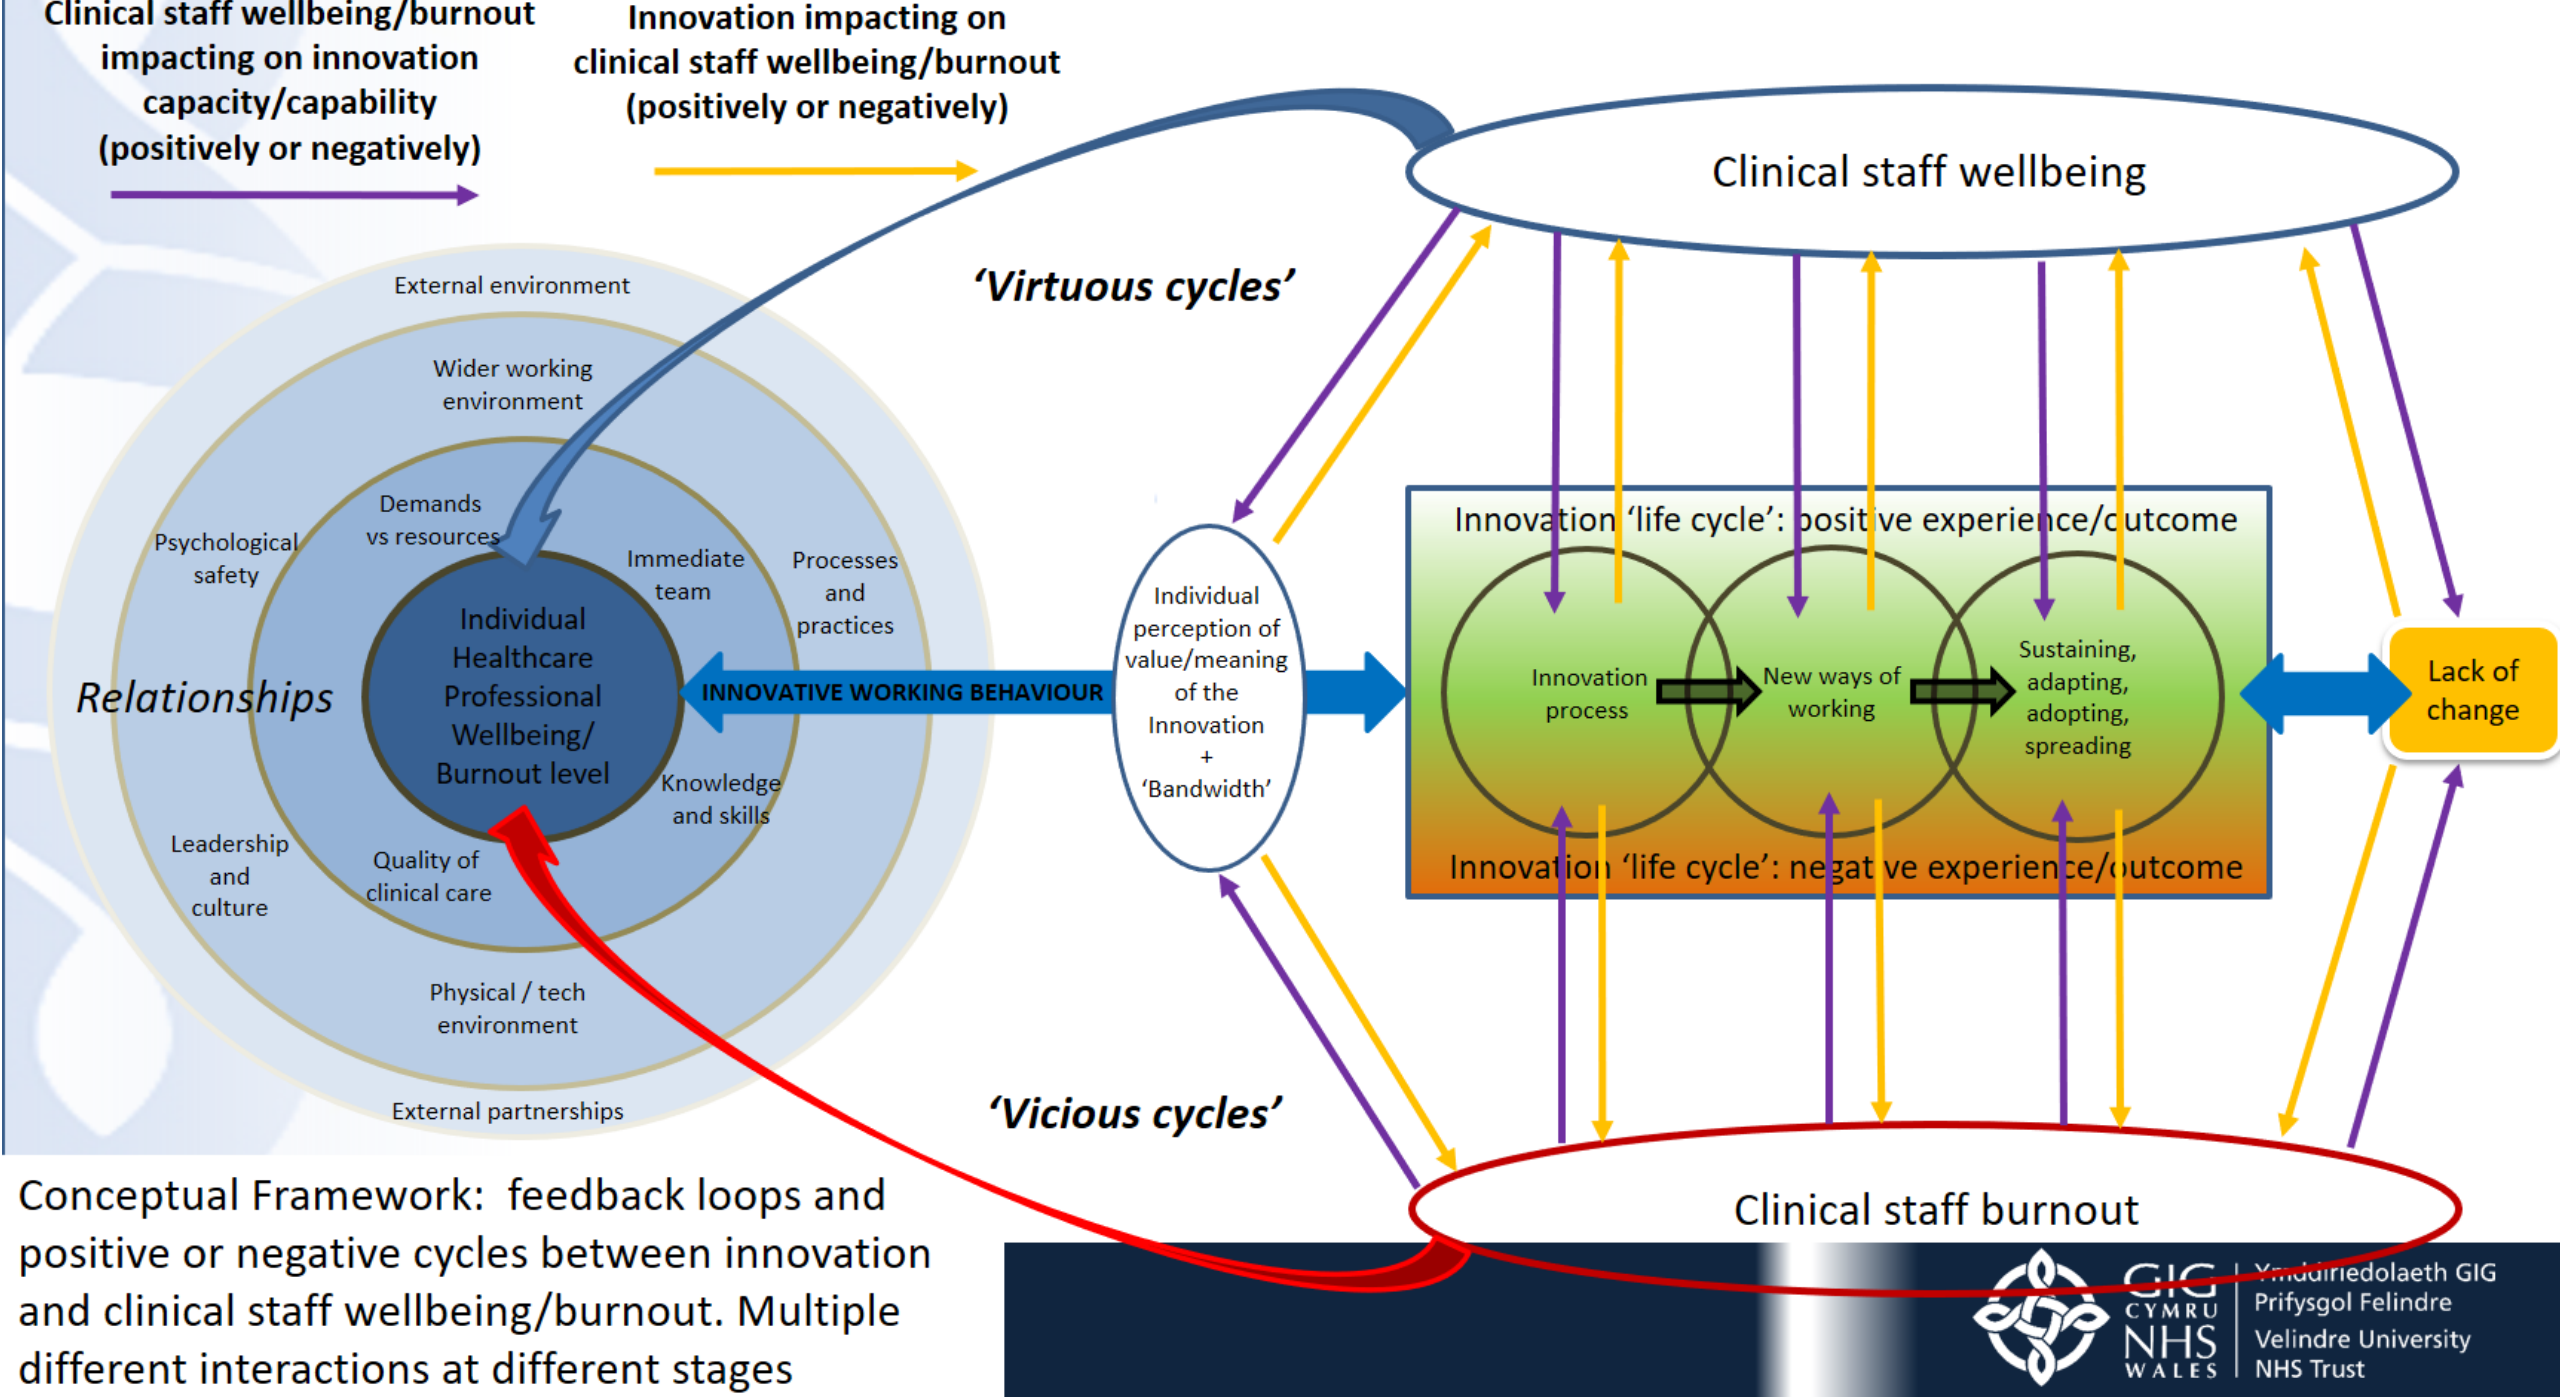 Clinical staff wellbeing/burnout
impacting on innovation
capacity/capability
(positively or negatively)
Innovation impacting on
clinical staff wellbeing/burnout
(positively or negatively)
Clinical staff wellbeing
‘Virtuous cycles’
External environment
Wider working
environment
Demands
vs resources
Psychological
safety
Immediate
team
Processes
and
practices
Relationships
Individual
Healthcare
Professional
Wellbeing/
Burnout level
INNOVATIVE WORKING BEHAVIOUR
Knowledge
and skills
Leadership
and
culture
Quality of
clinical care
Physical / tech
environment
External partnerships
Individual
perception of
value/meaning
of the
Innovation
+
‘Bandwidth’
Innovation ‘life cycle’: positive experience/outcome
Innovation
process
New ways of
working
Sustaining,
adapting,
adopting,
spreading
Innovation ‘life cycle’: negative experience/outcome
Lack of
change
‘Vicious cycles’
Clinical staff burnout
Conceptual Framework:  feedback loops and
positive or negative cycles between innovation
and clinical staff wellbeing/burnout. Multiple
different interactions at different stages
GIG
CYMRU
NHS
WALES
Ymddiriedolaeth GIG
Prifysgol Felindre
Velindre University
NHS Trust